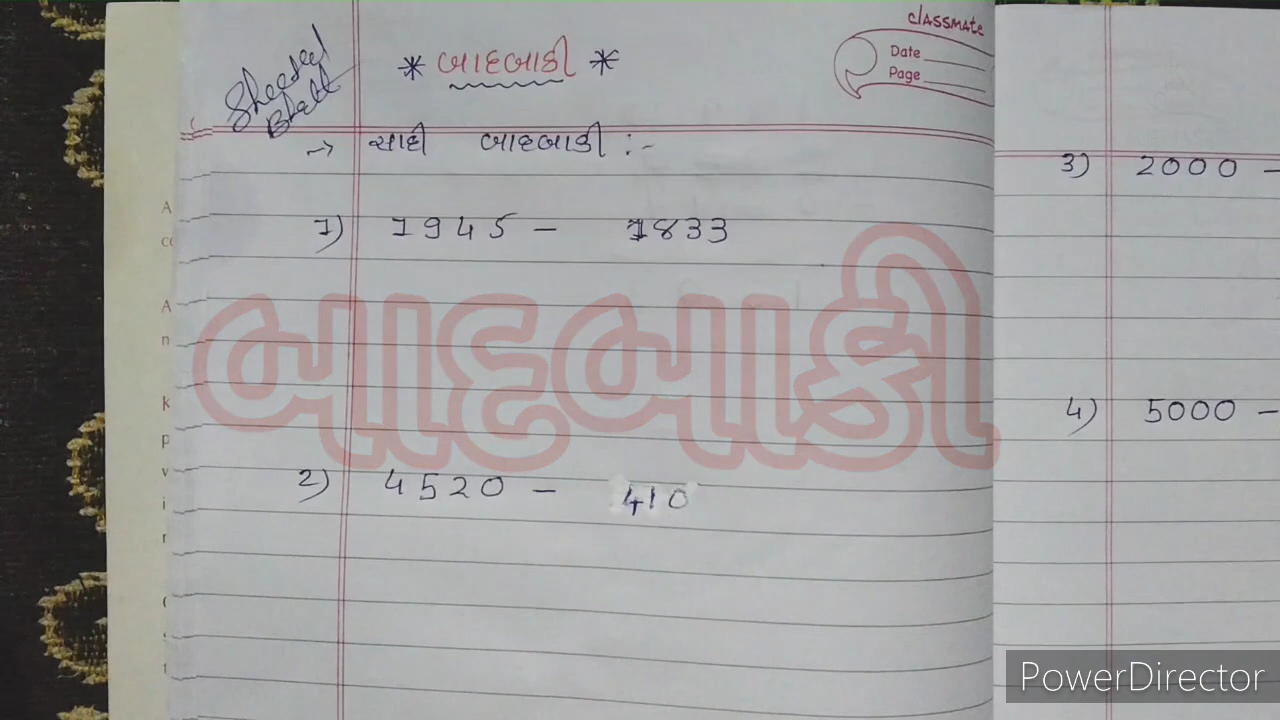 classmate
Date
Page
Sheetal
Bhatt
* બાદબાકી *
→ સાદી બાદબાકી :-
1) 1945 - 1833
બાદબાકી
2) 4520 - 410
3) 2000 -
4) 5000 -
PowerDirector